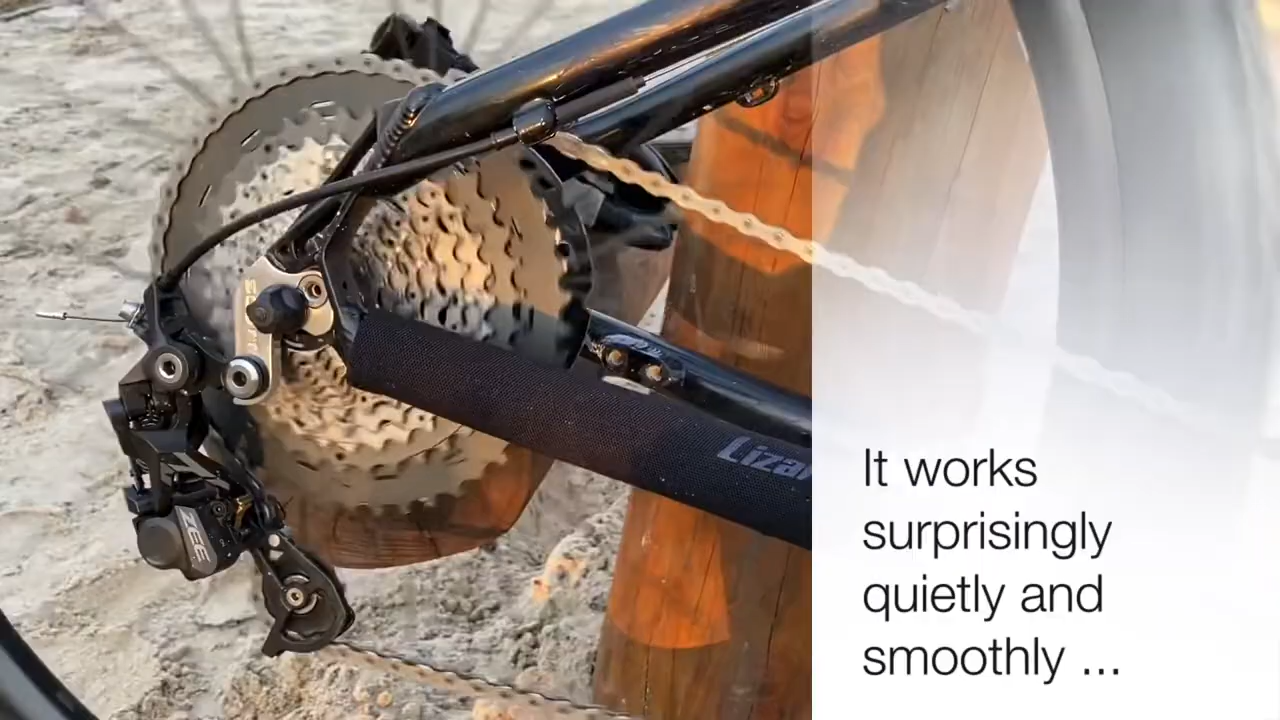 ZEE
It works
surprisingly
quietly and
smoothly ...